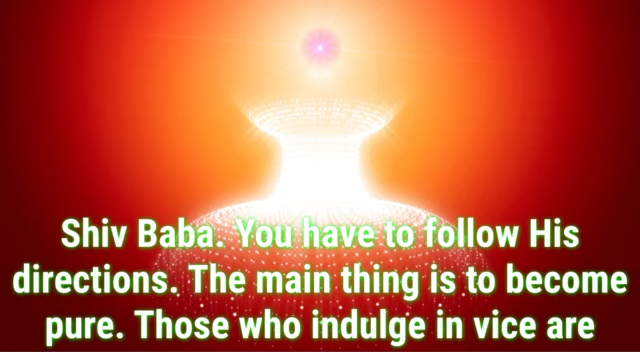 Shiv Baba. You have to follow His
directions. The main thing is to become
pure. Those who indulge in vice are